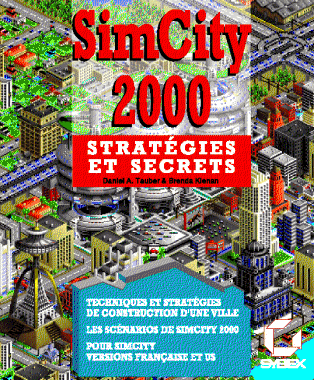 SimCity
2000
STRATÉGIES
ET SECRETS
Daniel A. Tauber & Brenda Kienan
TECHNIQUES ET STRATÉGIES
DE CONSTRUCTION D'UNE VILLE
LES SCÉNARIOS DE SIMCITY 2000
POUR SIMCITY
VERSIONS FRANÇAISE ET US
SYBEX